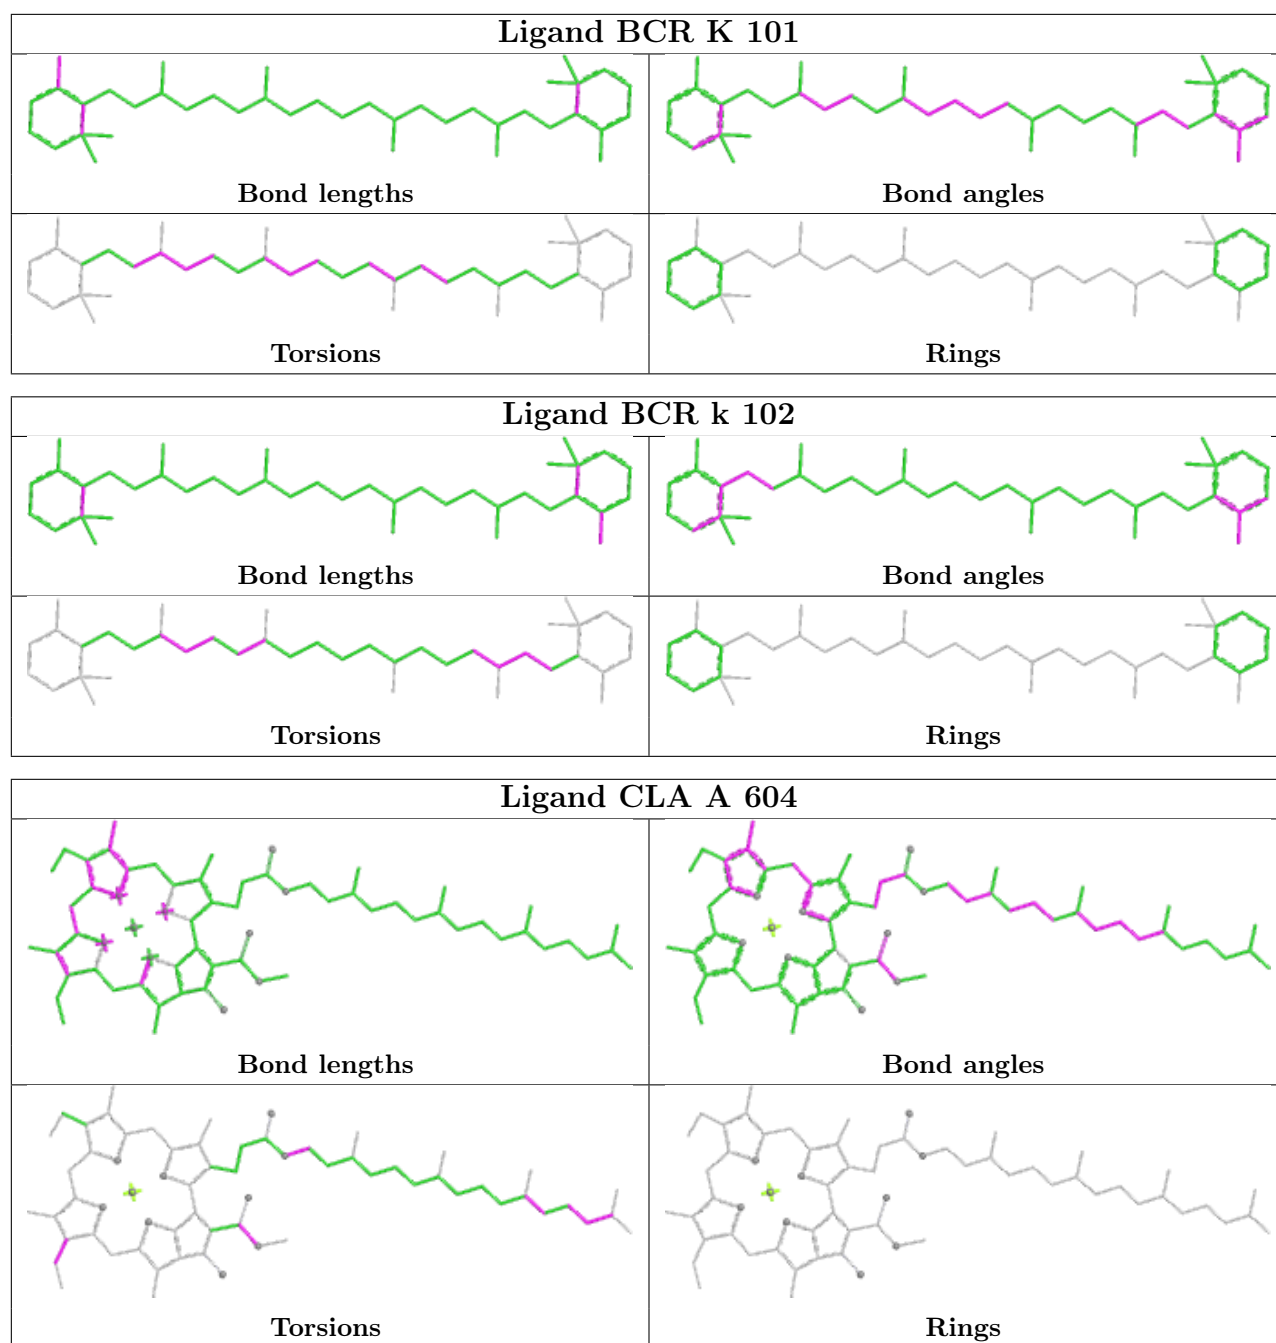 Ligand BCR K 101
Bond lengths
Bond angles
Torsions
Rings
Ligand BCR k 102
Bond lengths
Bond angles
Torsions
Rings
Ligand CLA A 604
Bond lengths
Bond angles
Torsions
Rings